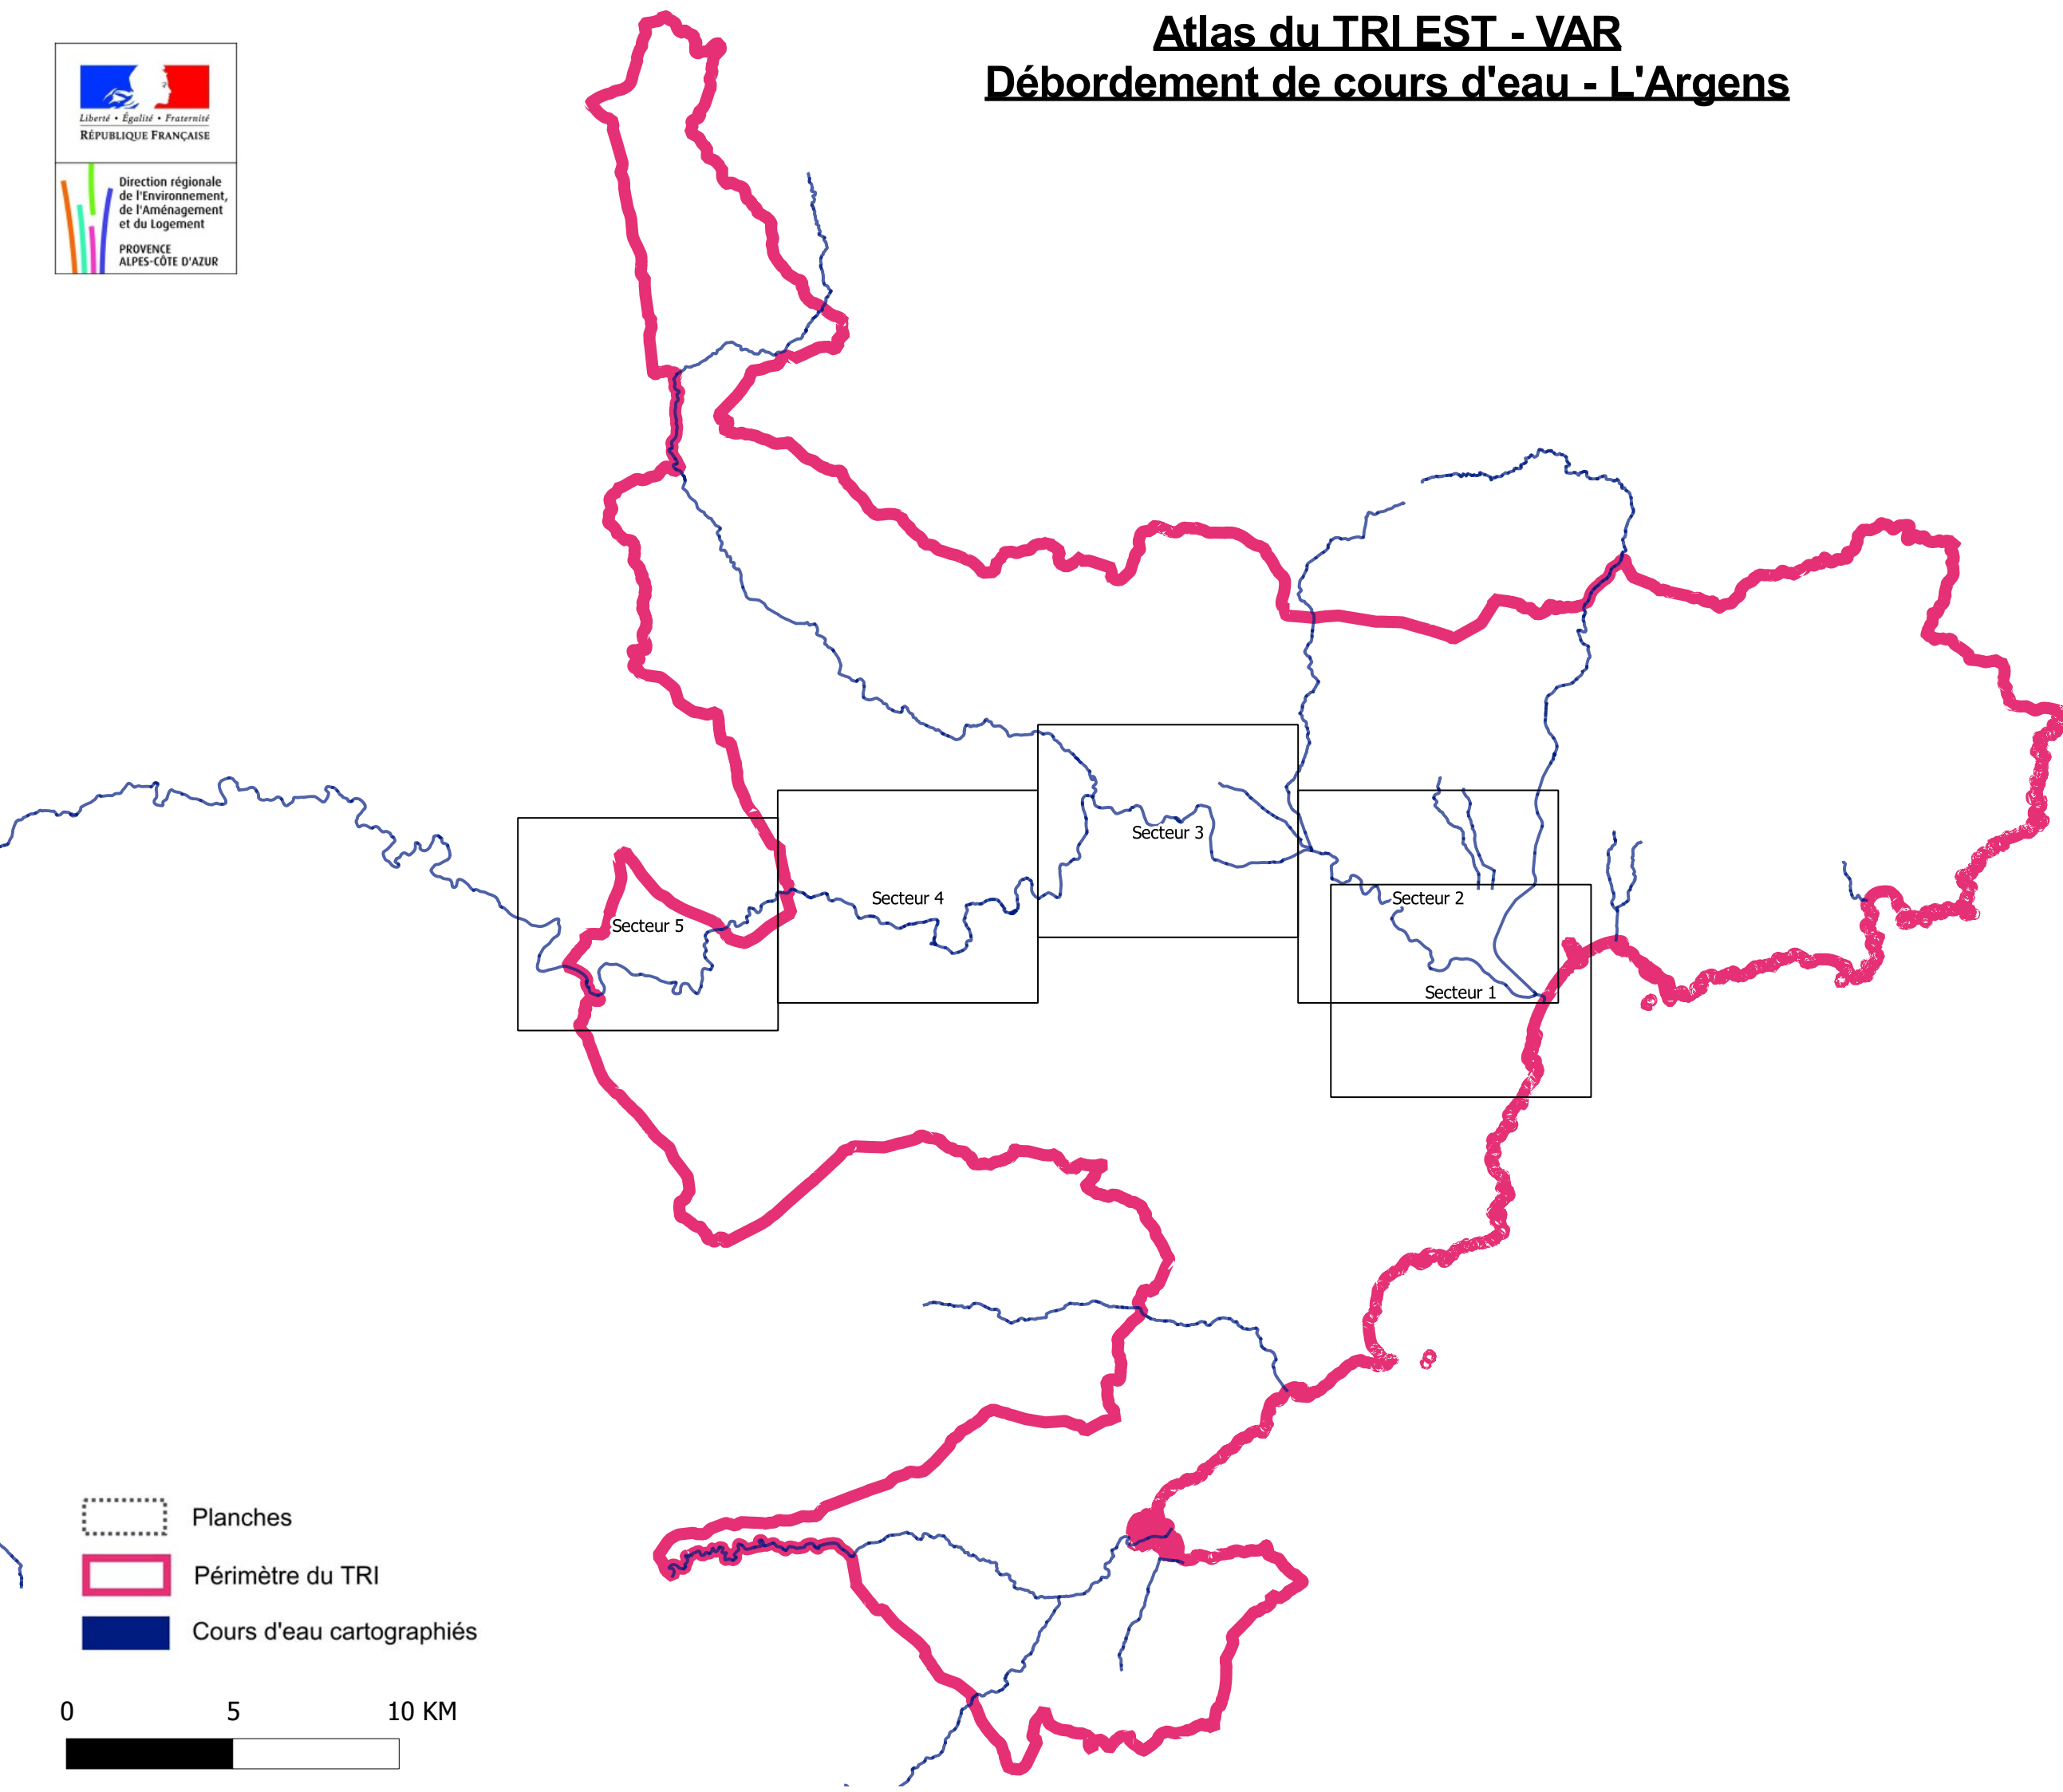 Atlas du TRI EST - VAR
Débordement de cours d'eau - L'Argens
Liberté • Égalité • Fraternité
RÉPUBLIQUE FRANÇAISE
Direction régionale
de l'Environnement,
de l'Aménagement
et du Logement
PROVENCE
ALPES-CÔTE D'AZUR
Secteur 3
Secteur 4
Secteur 2
Secteur 5
Secteur 1
Planches
Périmètre du TRI
Cours d'eau cartographiés
0 5 10 KM